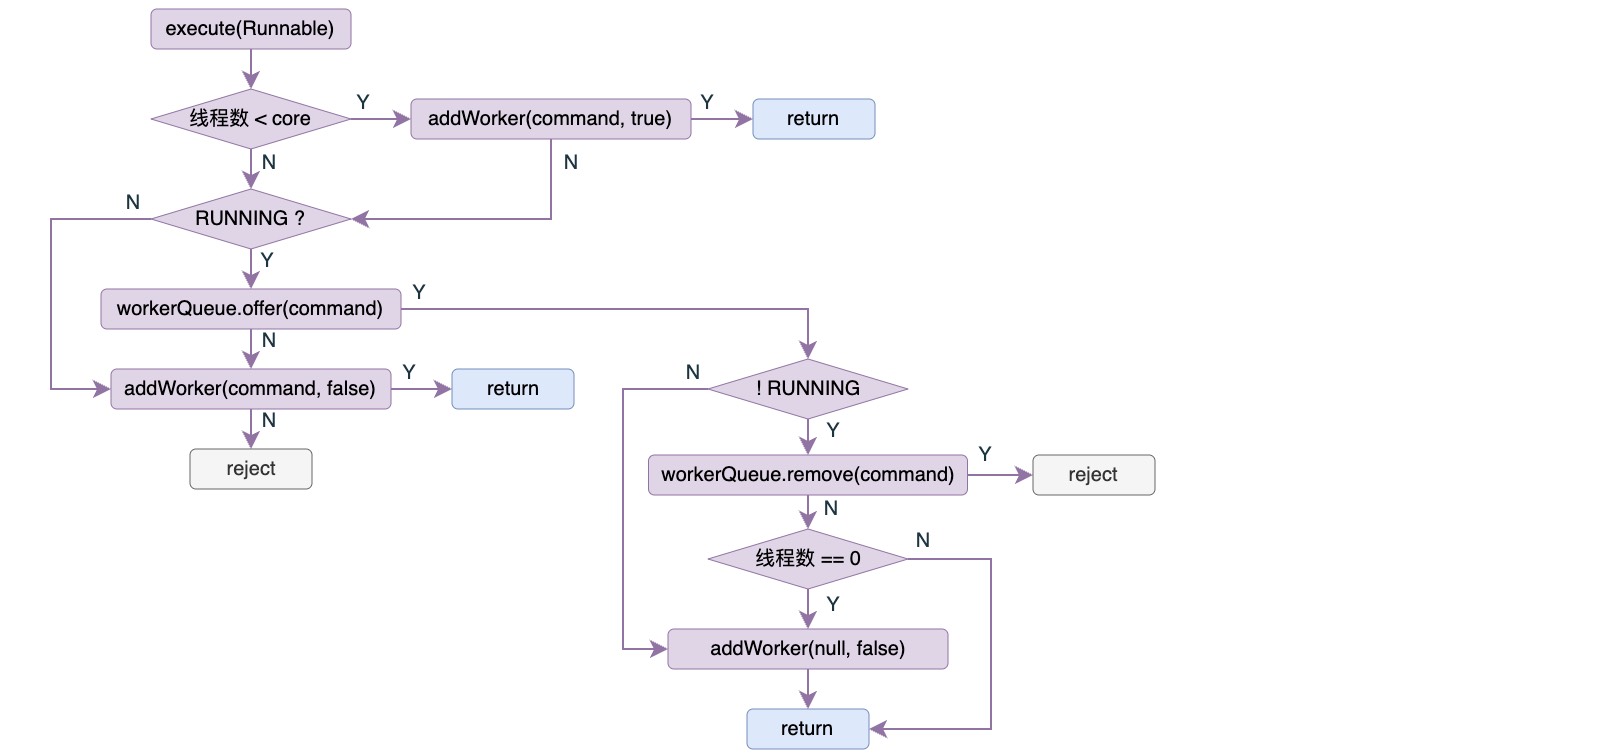 execute(Runnable)
线程数 < core
Y
addWorker(command, true)
Y
return
N
N
N
RUNNING ?
Y
workerQueue.offer(command)
Y
N
addWorker(command, false)
Y
return
N
reject
N
! RUNNING
Y
workerQueue.remove(command)
Y
reject
N
线程数 == 0
N
Y
addWorker(null, false)
return